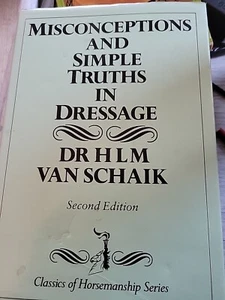 MISCONCEPTIONS
AND
SIMPLE
TRUTHS
IN
DRESSAGE
DR H L M
VAN SCHAIK
Second Edition
Classics of Horsemanship Series